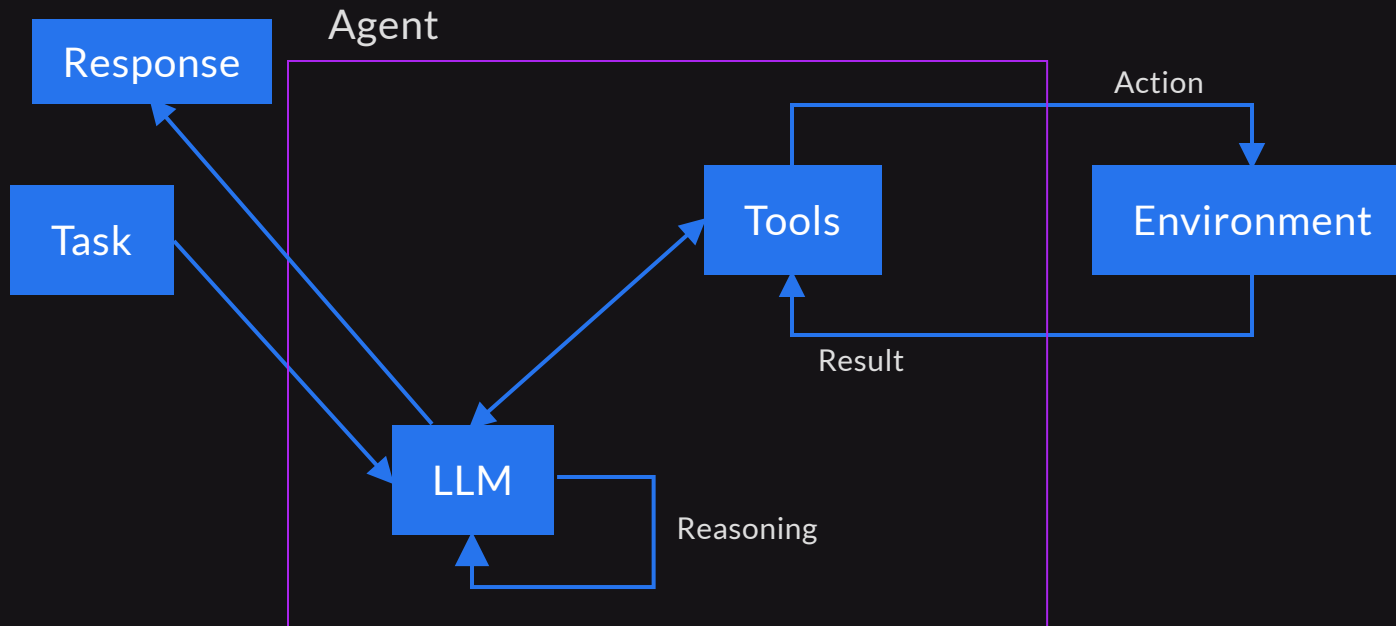 Agent
Response
Action
Task
Tools
Environment
Result
LLM
Reasoning